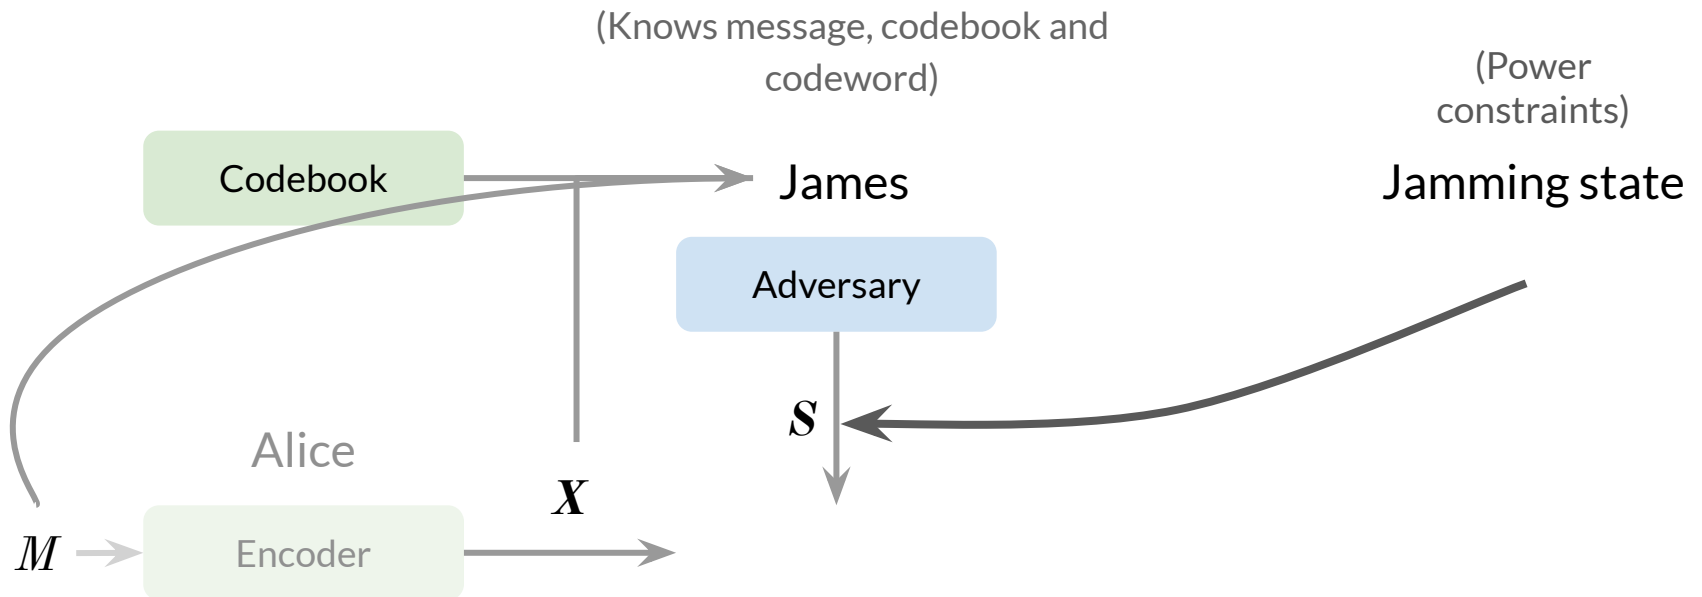 (Knows message, codebook and
codeword)
(Power
constraints)
Codebook
James
Jamming state
Adversary
S
Alice
X
M
Encoder